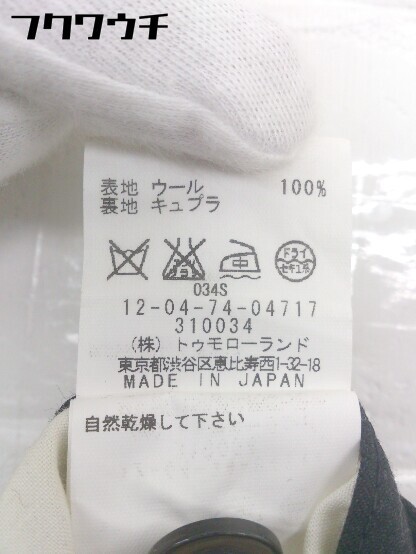 フクワウチ
表地 ウール 100%
裏地 キュプラ
中 ドライ
セキユ系
034S
12-04-74-04717
310034
(株) トゥモローランド
東京都渋谷区恵比寿西1-32-18
MADE IN JAPAN
自然乾燥して下さい